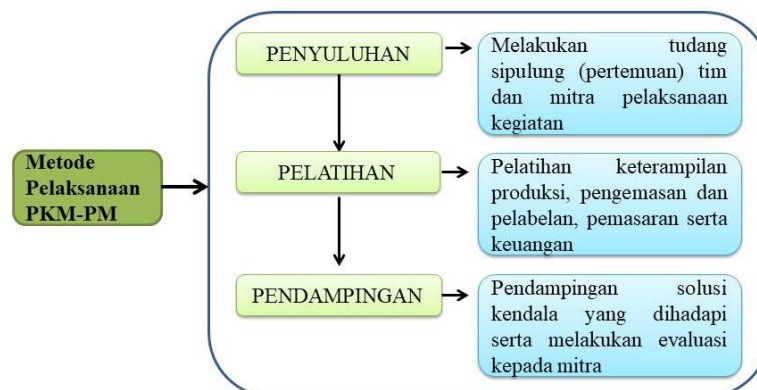 Metode
Pelaksanaan
PKM-PM
PENYULUHAN
Melakukan tudang
sipulung (pertemuan) tim
dan mitra pelaksanaan
kegiatan
PELATIHAN
Pelatihan keterampilan
produksi, pengemasan dan
pelabelan, pemasaran serta
keuangan
PENDAMPINGAN
Pendampingan solusi
kendala yang dihadapi
serta melakukan evaluasi
kepada mitra